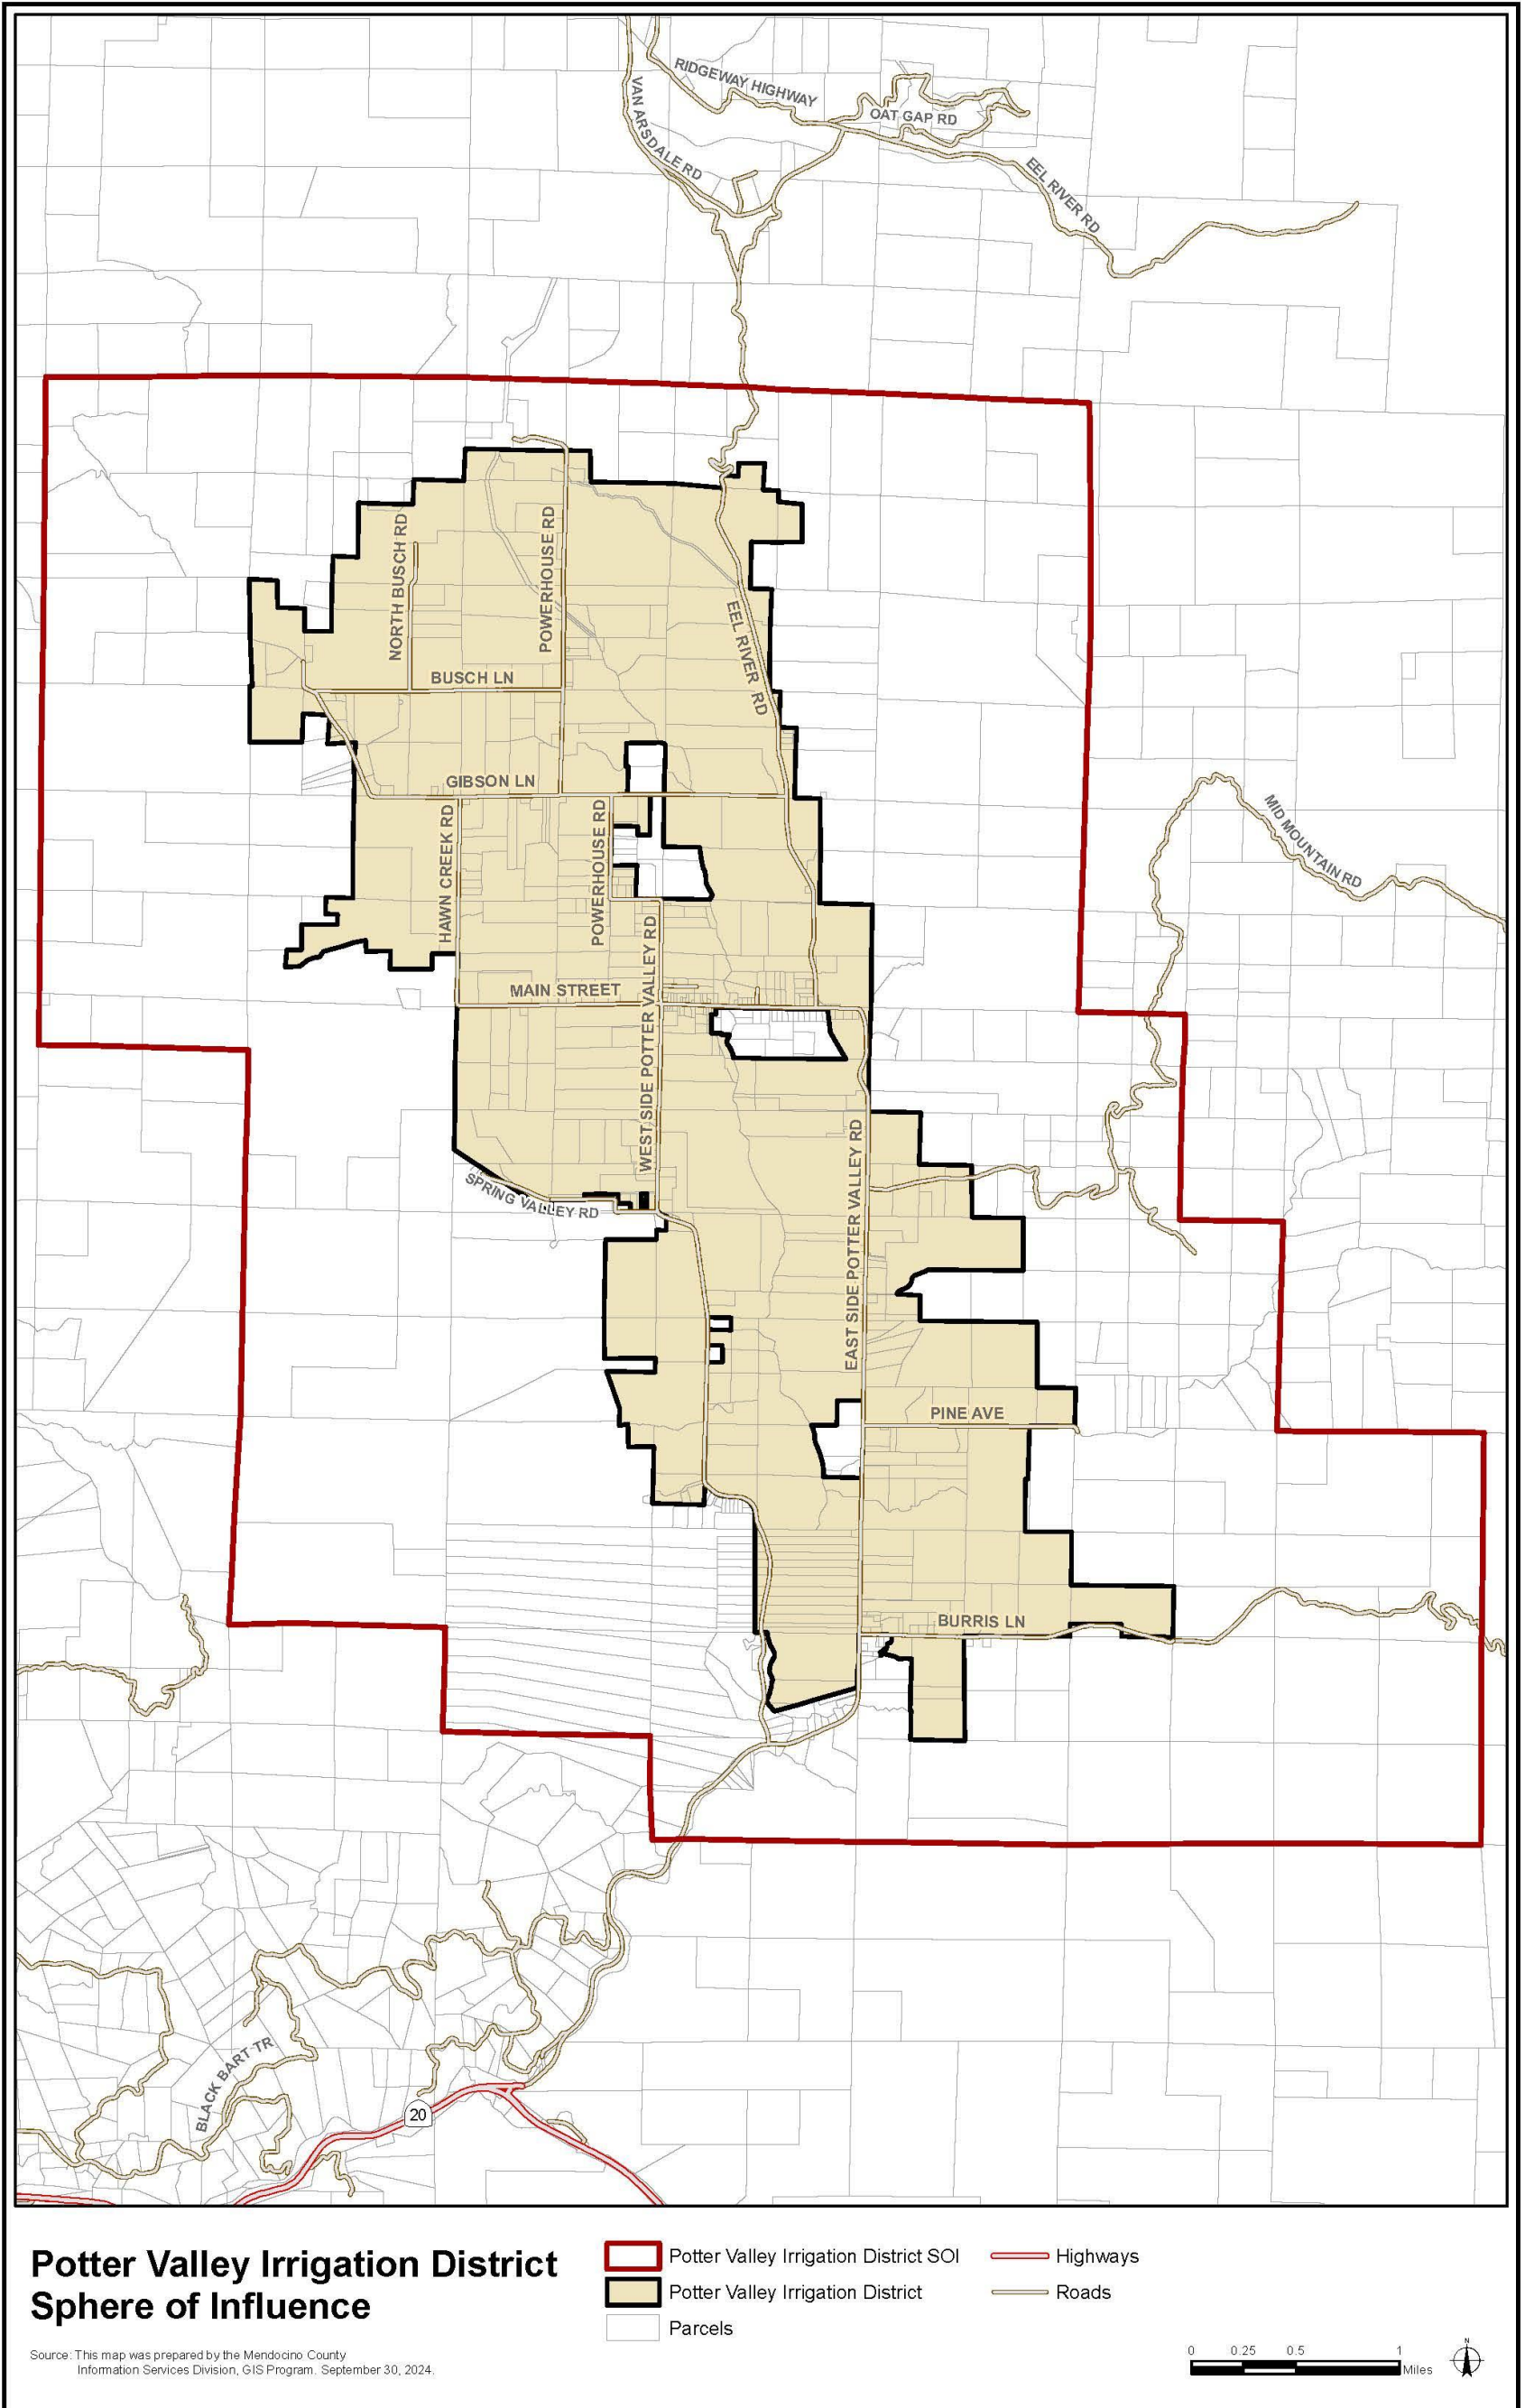 RIDGEWAY HIGHWAY
VAN ARSDALE RD
OAT GAP RD
EEL RIVER RD
NORTH BUSCH RD
POWERHOUSE RD
EEL RIVER RD
BUSCH LN
GIBSON LN
MID MOUNTAIN RD
HAWN CREEK RD
POWERHOUSE RD
WEST SIDE POTTER VALLEY RD
MAIN STREET
SPRING VALLEY RD
EAST SIDE POTTER VALLEY RD
PINE AVE
BURRIS LN
BLACK BART TR
20
Potter Valley Irrigation District
Sphere of Influence
Source: This map was prepared by the Mendocino County
Information Services Division, GIS Program. September 30, 2024.
Potter Valley Irrigation District SOI
Potter Valley Irrigation District
Parcels
Highways
Roads
0 0.25 0.5 1
Miles
N